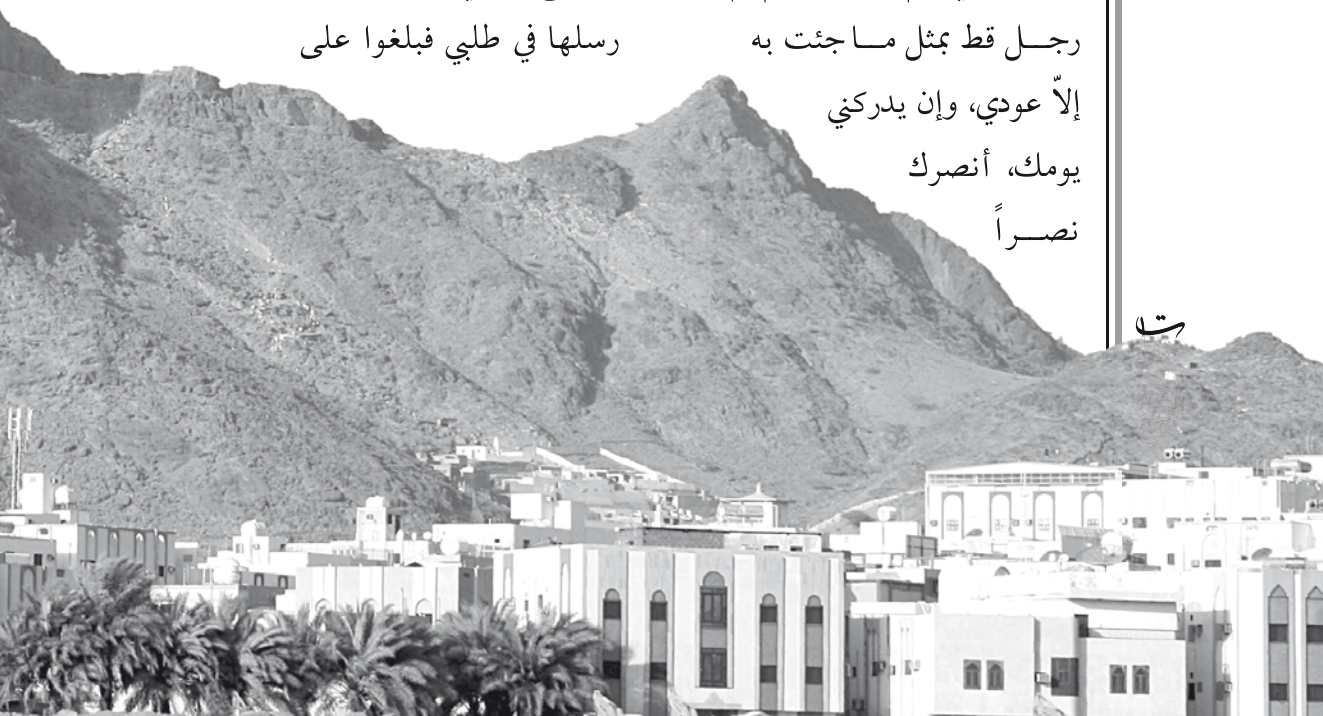 رجل قط بمثل ما جئت به
إلاّ عودي، وإن يدركني
يومك، أنصرك
نصراً
رسلها في طلبي فبلغوا على
ت